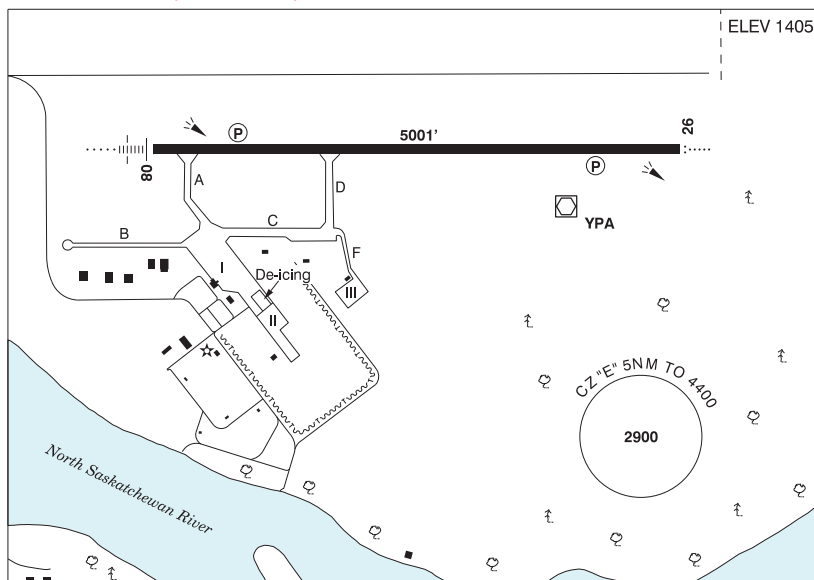 ELEV 1405
P
5001'
26
08
P
A
D
YPA
C
B
F
I
De-icing
III
II
CZ "E" 5NM TO 4400
2900
North Saskatchewan River